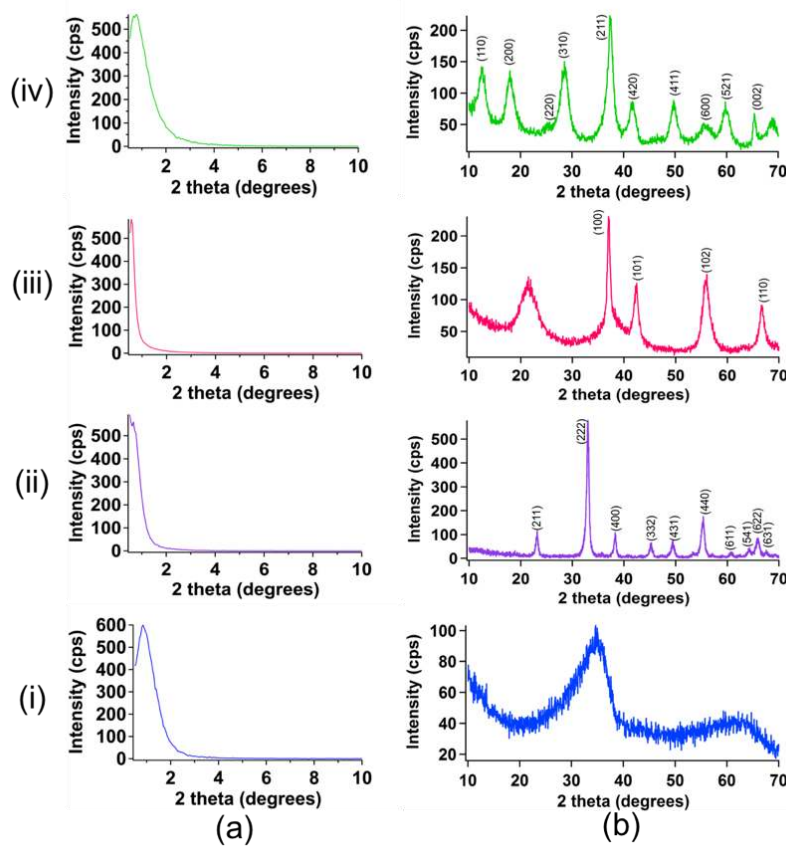 (iv)
Intensity (cps)
500
400
300
200
100
0
2 4 6 8 10
2 theta (degrees)
Intensity (cps)
200
150
100
50
(110) (200) (220) (310) (211) (420) (411) (600) (521) (002)
10 20 30 40 50 60 70
2 theta (degrees)
(iii)
Intensity (cps)
500
400
300
200
100
0
2 4 6 8 10
2 theta (degrees)
Intensity (cps)
200
150
100
50
(100) (101) (102) (110)
10 20 30 40 50 60 70
2 theta (degrees)
(ii)
Intensity (cps)
500
400
300
200
100
0
2 4 6 8 10
2 theta (degrees)
Intensity (cps)
500
400
300
200
100
0
(211) (222) (400) (332) (431) (440) (611) (541) (622) (631)
10 20 30 40 50 60 70
2 theta (degrees)
(i)
Intensity (cps)
600
500
400
300
200
100
0
2 4 6 8 10
2 theta (degrees)
Intensity (cps)
100
80
60
40
20
10 20 30 40 50 60 70
2 theta (degrees)
(a) (b)